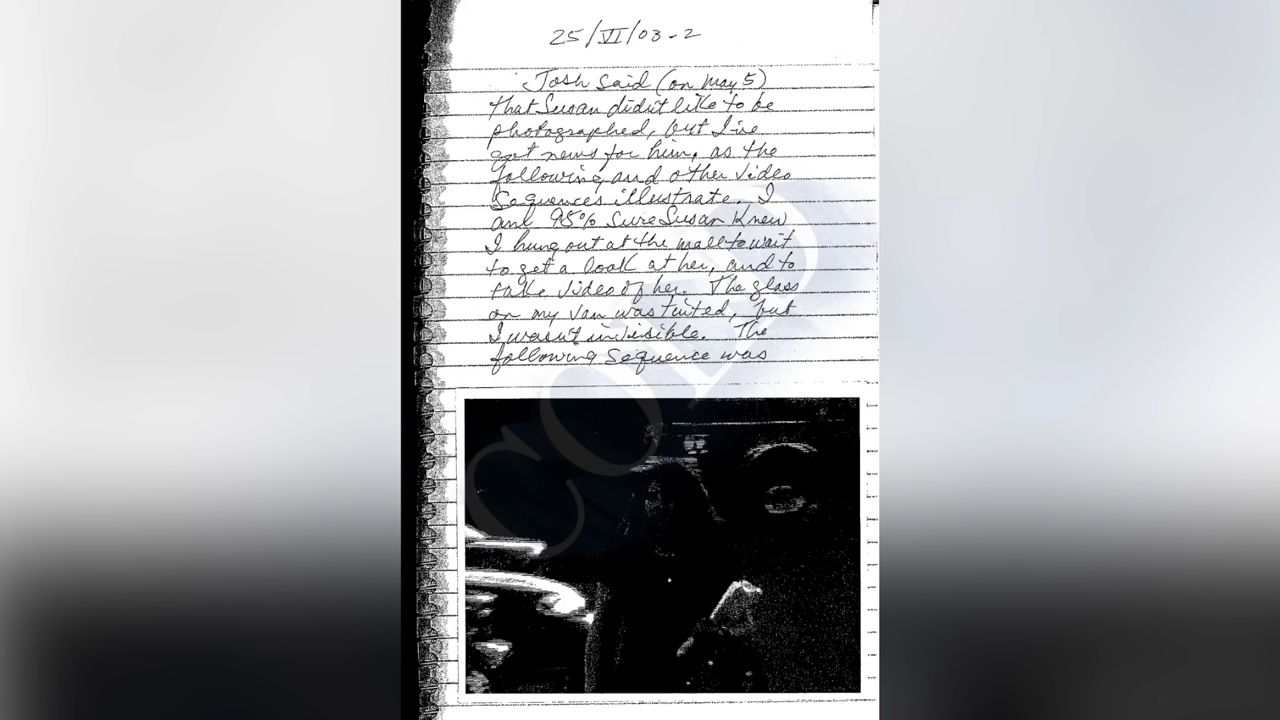 25/VI/03-2
Josh said (on May 5)
that Susan didn't like to be
photographed, but I've
got news for him, as the
following and other video
sequences illustrate. I
am 95% sure Susan knew
I hung out at the mall to wait
to get a look at her, and to
take video of her. The glass
on my van was tinted, but
I wasn't invisible. The
following sequence was
COLD